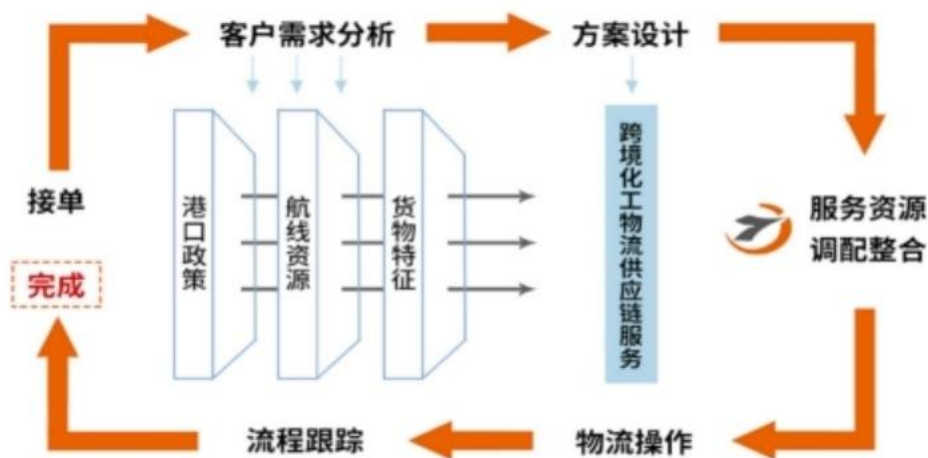 客户需求分析
方案设计
港口政策
航线资源
货物特征
跨境化工物流供应链服务
接单
服务资源
调配整合
完成
流程跟踪
物流操作